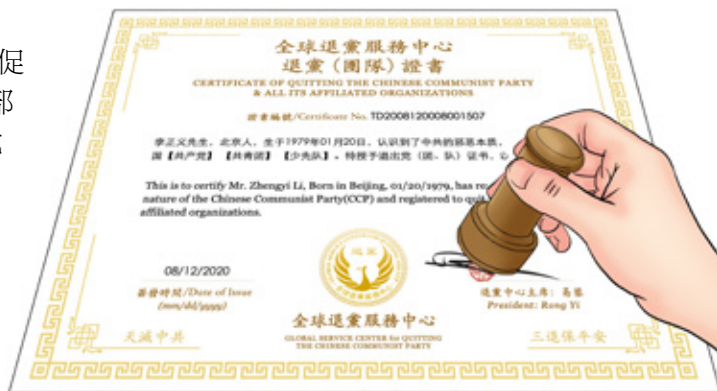 促
部
全球退黨服務中心
退黨（團隊）證書
CERTIFICATE OF QUITTING THE CHINESE COMMUNIST PARTY
& ALL ITS AFFILIATED ORGANIZATIONS
證書編號/Certificate No. TD2008120008001507
李正义先生，北京人，生于1979年01月20日，认识到了中共的邪恶本质，
国【共产党】【共青团】【少先队】，特授予退出党（团、队）证书，
This is to certify Mr. Zhengyi Li, Born in Beijing, 01/20/1979, has
nature of the Chinese Communist Party(CCP) and registered to quit
affiliated organizations.
08/12/2020
簽發時間/Date of Issue
(mm/dd/yyyy)
退黨中心主席：易蓉
President: Rong Yi
全球退黨服務中心
GLOBAL SERVICE CENTER for QUITTING
THE CHINESE COMMUNIST PARTY
天滅中共
三退保平安